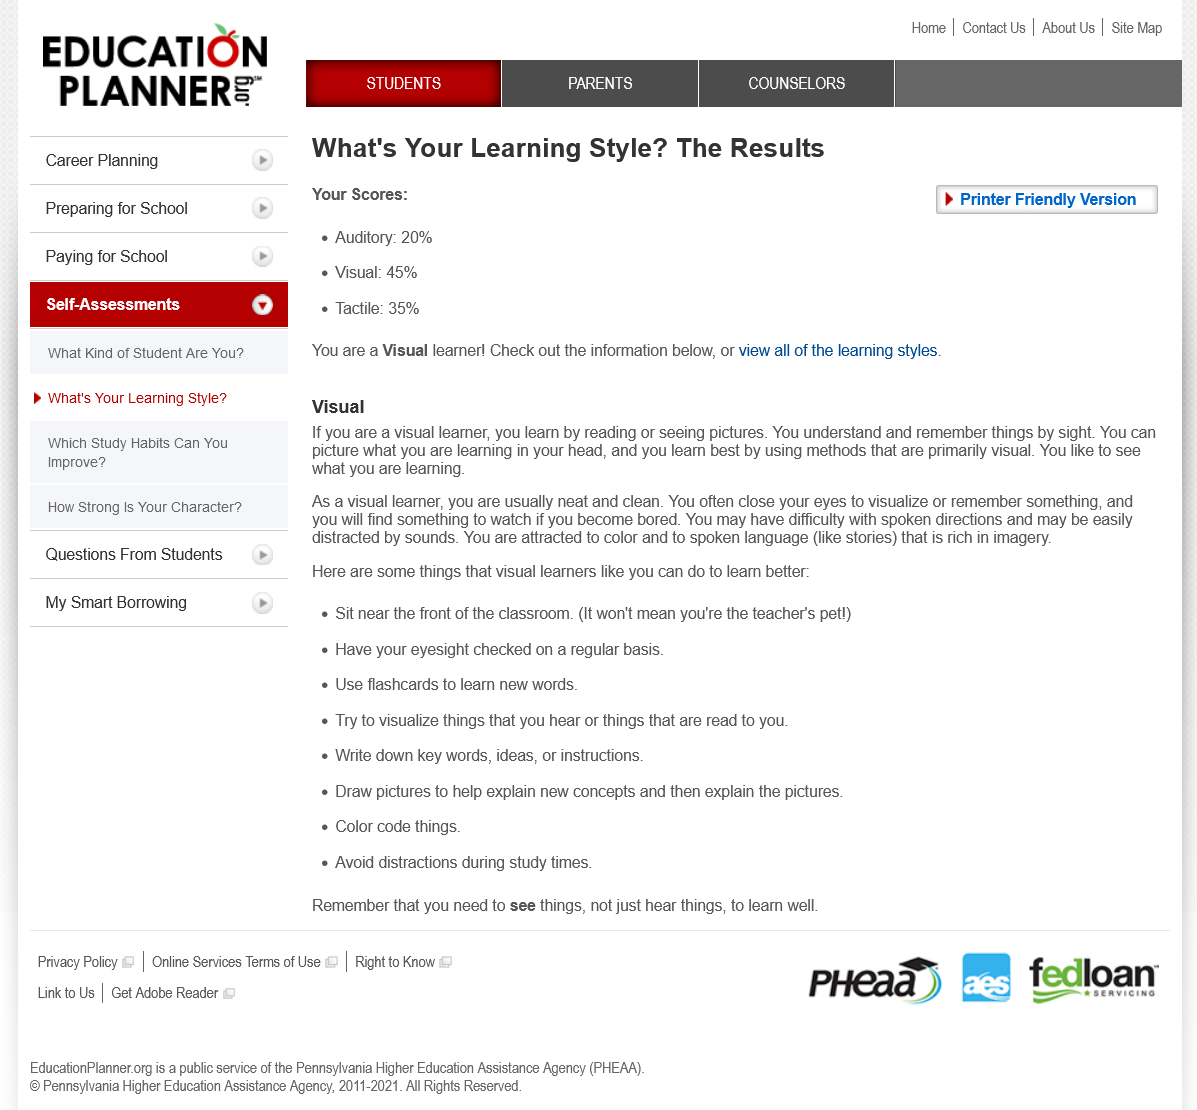 EDUCATION
PLANNER.org℠
Home
Contact Us
About Us
Site Map
STUDENTS
PARENTS
COUNSELORS
Career Planning
Preparing for School
Paying for School
Self-Assessments
What Kind of Student Are You?
What's Your Learning Style?
Which Study Habits Can You
Improve?
How Strong Is Your Character?
Questions From Students
My Smart Borrowing
What's Your Learning Style? The Results
Your Scores:
Printer Friendly Version
• Auditory: 20%
• Visual: 45%
• Tactile: 35%
You are a Visual learner! Check out the information below, or view all of the learning styles.
Visual
If you are a visual learner, you learn by reading or seeing pictures. You understand and remember things by sight. You can
picture what you are learning in your head, and you learn best by using methods that are primarily visual. You like to see
what you are learning.
As a visual learner, you are usually neat and clean. You often close your eyes to visualize or remember something, and
you will find something to watch if you become bored. You may have difficulty with spoken directions and may be easily
distracted by sounds. You are attracted to color and to spoken language (like stories) that is rich in imagery.
Here are some things that visual learners like you can do to learn better:
• Sit near the front of the classroom. (It won't mean you're the teacher's pet!)
• Have your eyesight checked on a regular basis.
• Use flashcards to learn new words.
• Try to visualize things that you hear or things that are read to you.
• Write down key words, ideas, or instructions.
• Draw pictures to help explain new concepts and then explain the pictures.
• Color code things.
• Avoid distractions during study times.
Remember that you need to see things, not just hear things, to learn well.
Privacy Policy
Online Services Terms of Use
Right to Know
Link to Us
Get Adobe Reader
PHEAA
aes
fedloan™
SERVICING
EducationPlanner.org is a public service of the Pennsylvania Higher Education Assistance Agency (PHEAA).
© Pennsylvania Higher Education Assistance Agency, 2011-2021. All Rights Reserved.